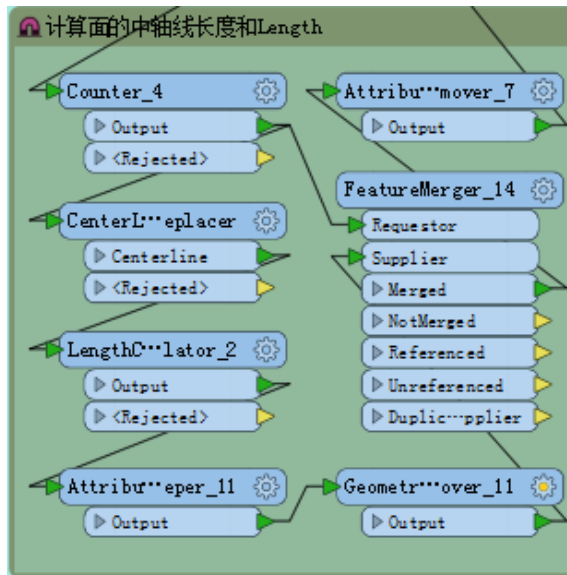 计算面的中轴线长度和Length
Counter_4
Output
<Rejected>
CenterL···eplacer
Centerline
<Rejected>
LengthC···lator_2
Output
<Rejected>
Attribu···eper_11
Output
Attribu···mover_7
Output
FeatureMerger_14
Requestor
Supplier
Merged
NotMerged
Referenced
Unreferenced
Duplic···pplier
Geometr···over_11
Output